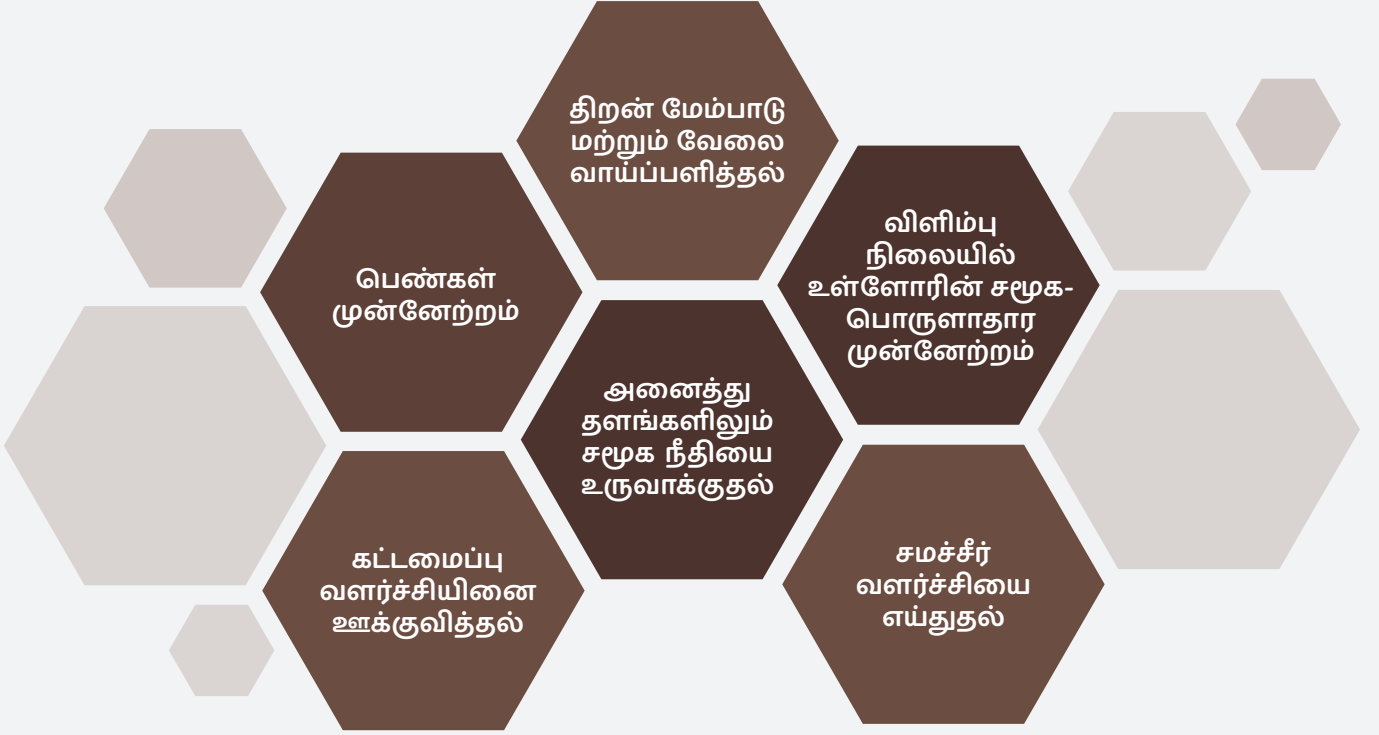 திறன் மேம்பாடு
மற்றும் வேலை
வாய்ப்பளித்தல்
பெண்கள்
முன்னேற்றம்
விளிம்பு
நிலையில்
உள்ளோரின் சமூக-
பொருளாதார
முன்னேற்றம்
அனைத்து
தளங்களிலும்
சமூக நீதியை
உருவாக்குதல்
கட்டமைப்பு
வளர்ச்சியினை
ஊக்குவித்தல்
சமச்சீர்
வளர்ச்சியை
எய்துதல்